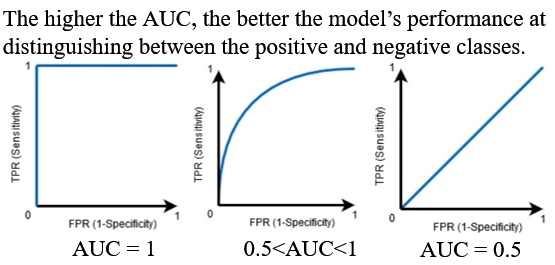 The higher the AUC, the better the model’s performance at
distinguishing between the positive and negative classes.
1
TPR (Sensitivity)
0
FPR (1-Specificity)
1
AUC = 1
1
TPR (Sensitivity)
0
FPR (1-Specificity)
1
0.5<AUC<1
1
TPR (Sensitivity)
0
FPR (1-Specificity)
1
AUC = 0.5